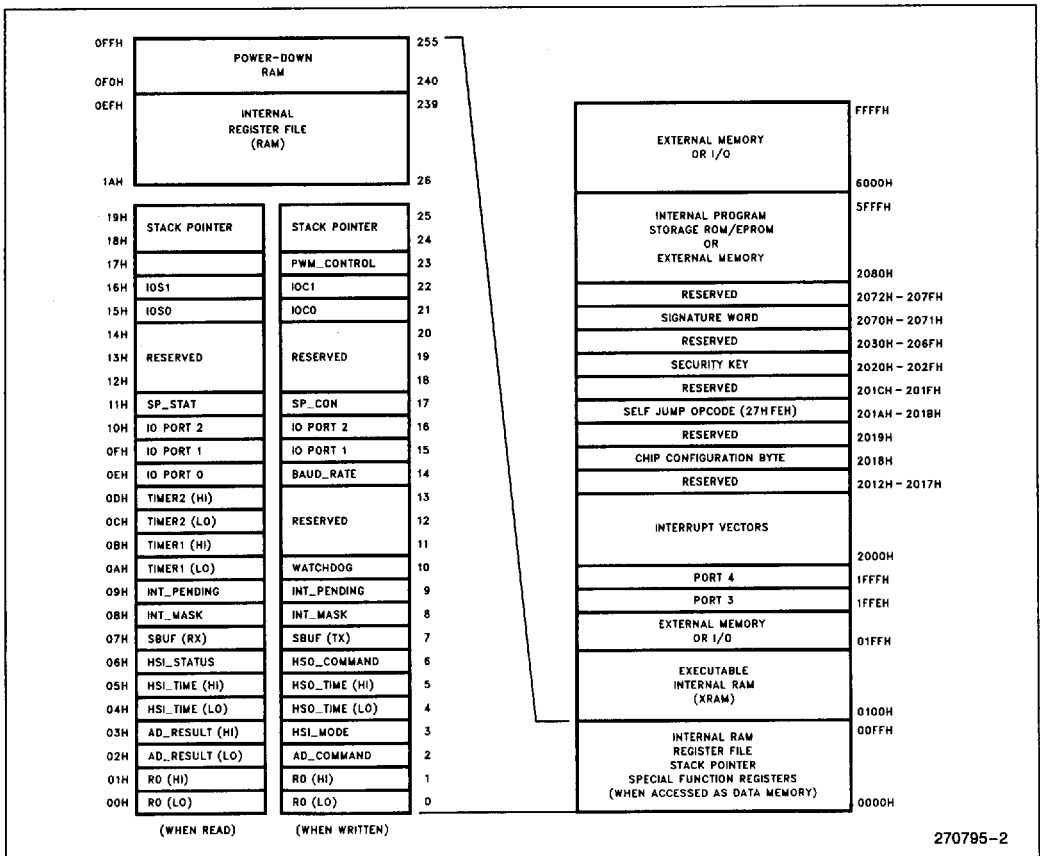 0FFH
POWER-DOWN
RAM
255
0F0H
240
0EFH
INTERNAL
REGISTER FILE
(RAM)
239
1AH
26
19H
STACK POINTER
STACK POINTER
25
18H
24
17H
PWM_CONTROL
23
16H
IOS1
IOC1
22
15H
IOS0
IOC0
21
14H
20
13H
RESERVED
RESERVED
19
12H
18
11H
SP_STAT
SP_CON
17
10H
IO PORT 2
IO PORT 2
16
0FH
IO PORT 1
IO PORT 1
15
0EH
IO PORT 0
BAUD_RATE
14
0DH
TIMER2 (HI)
13
0CH
TIMER2 (LO)
RESERVED
12
0BH
TIMER1 (HI)
11
0AH
TIMER1 (LO)
WATCHDOG
10
09H
INT_PENDING
INT_PENDING
9
08H
INT_MASK
INT_MASK
8
07H
SBUF (RX)
SBUF (TX)
7
06H
HSI_STATUS
HSO_COMMAND
6
05H
HSI_TIME (HI)
HSO_TIME (HI)
5
04H
HSI_TIME (LO)
HSO_TIME (LO)
4
03H
AD_RESULT (HI)
HSI_MODE
3
02H
AD_RESULT (LO)
AD_COMMAND
2
01H
R0 (HI)
R0 (HI)
1
00H
R0 (LO)
R0 (LO)
0
(WHEN READ)
(WHEN WRITTEN)
EXTERNAL MEMORY
OR I/O
FFFFH
6000H
INTERNAL PROGRAM
STORAGE ROM/EPROM
OR
EXTERNAL MEMORY
5FFFH
2080H
RESERVED
2072H - 207FH
SIGNATURE WORD
2070H - 2071H
RESERVED
2030H - 206FH
SECURITY KEY
2020H - 202FH
RESERVED
201CH - 201FH
SELF JUMP OPCODE (27H FEH)
201AH - 201BH
RESERVED
2019H
CHIP CONFIGURATION BYTE
2018H
RESERVED
2012H - 2017H
INTERRUPT VECTORS
2000H
PORT 4
1FFFH
PORT 3
1FFEH
EXTERNAL MEMORY
OR I/O
01FFH
EXECUTABLE
INTERNAL RAM
(XRAM)
0100H
INTERNAL RAM
REGISTER FILE
STACK POINTER
SPECIAL FUNCTION REGISTERS
(WHEN ACCESSED AS DATA MEMORY)
00FFH
0000H
270795-2